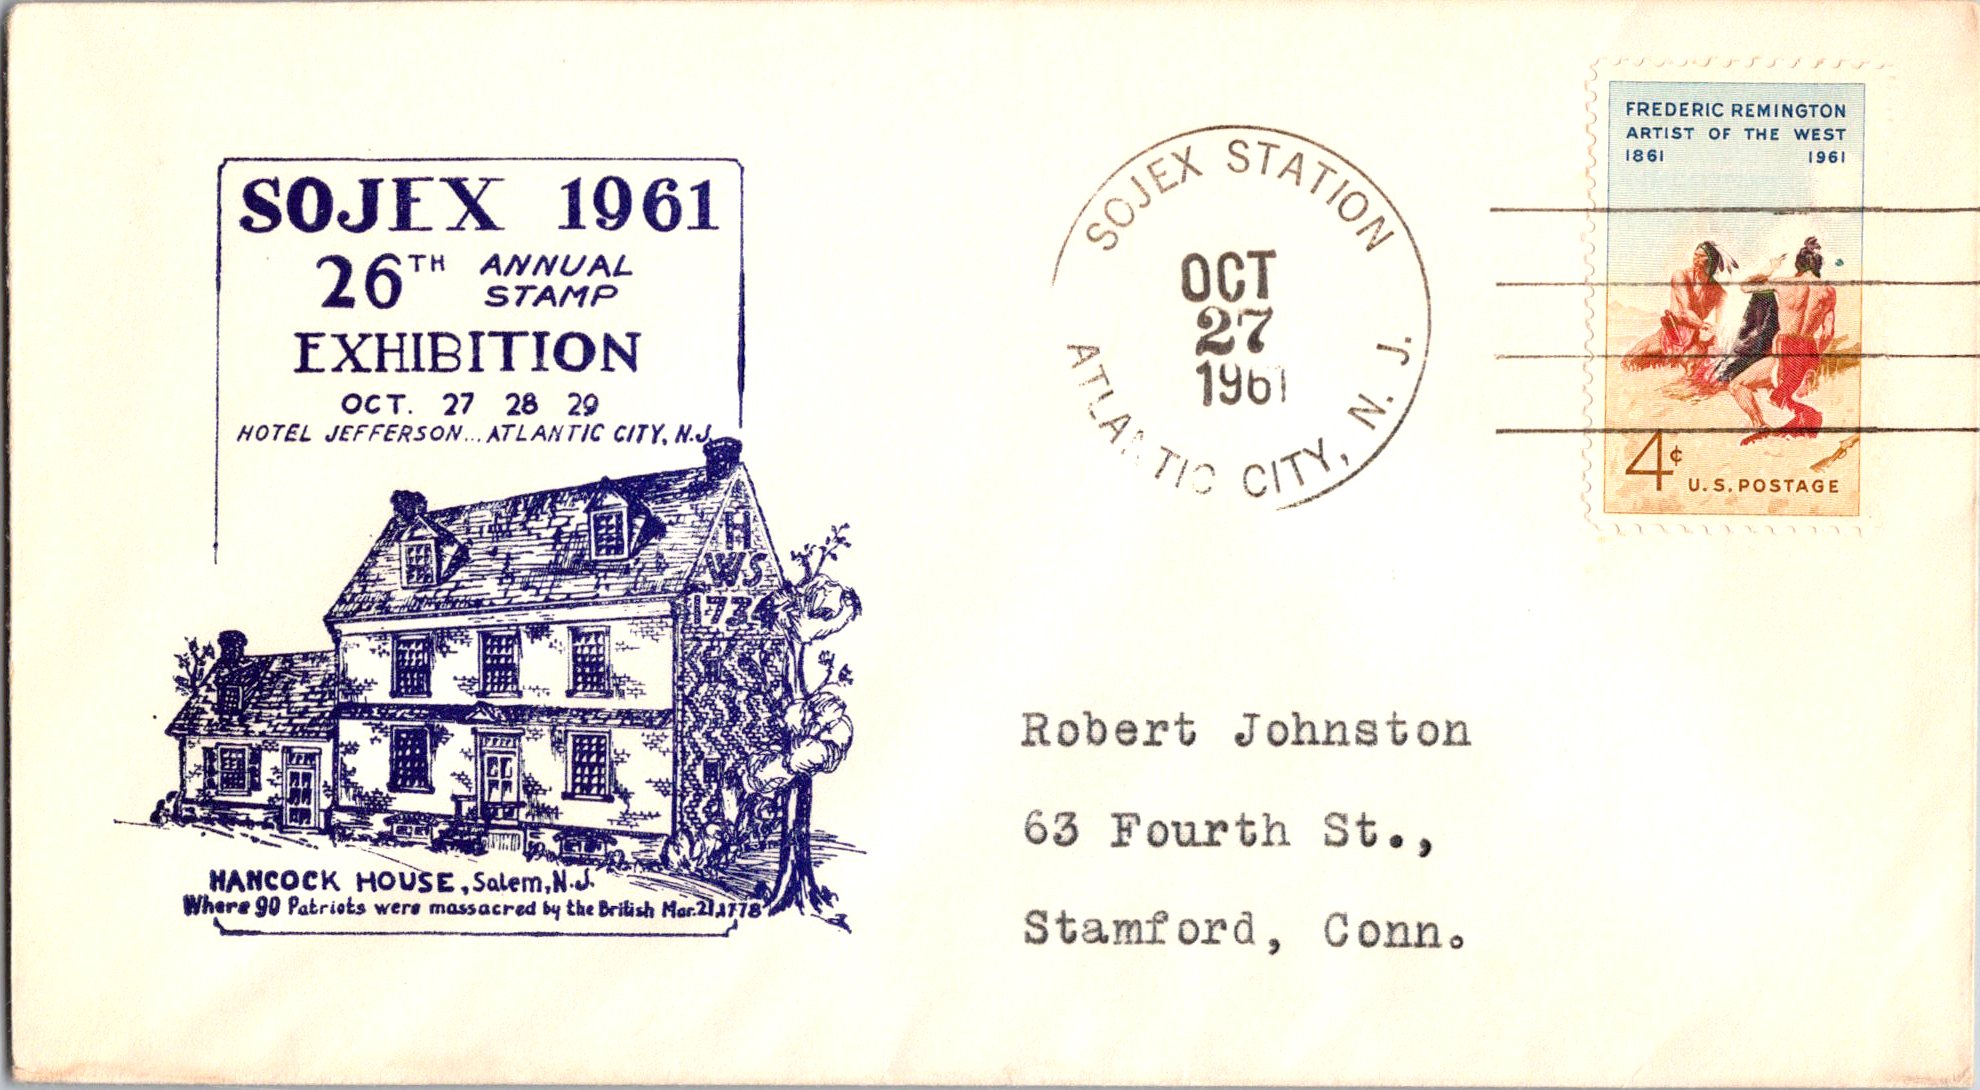 SOJEX 1961
26TH ANNUAL
STAMP
EXHIBITION
OCT. 27 28 29
HOTEL JEFFERSON... ATLANTIC CITY, N.J.
H
WS
1734
HANCOCK HOUSE, Salem, N.J.
Where 90 Patriots were massacred by the British Mar. 21, 1778
SOJEX STATION
OCT
27
1961
ATLANTIC CITY, N. J.
FREDERIC REMINGTON
ARTIST OF THE WEST
1861 1961
4¢
U.S. POSTAGE
Robert Johnston
63 Fourth St.,
Stamford, Conn.